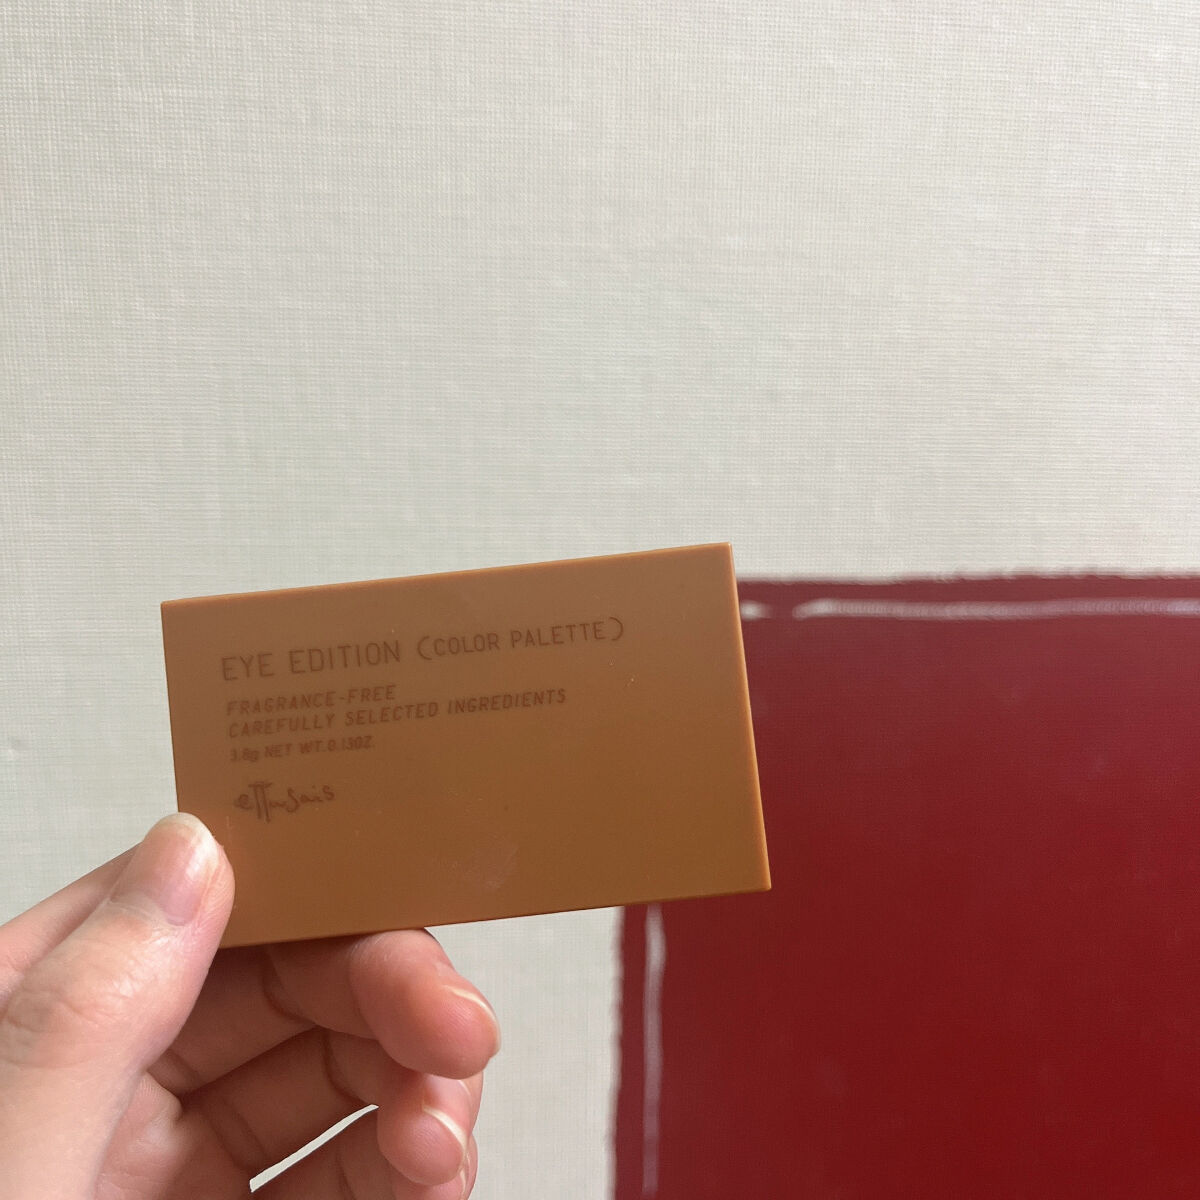 EYE EDITION (COLOR PALETTE)
FRAGRANCE-FREE
CAREFULLY SELECTED INGREDIENTS
3.8g NET WT.0.13OZ.
ettusais